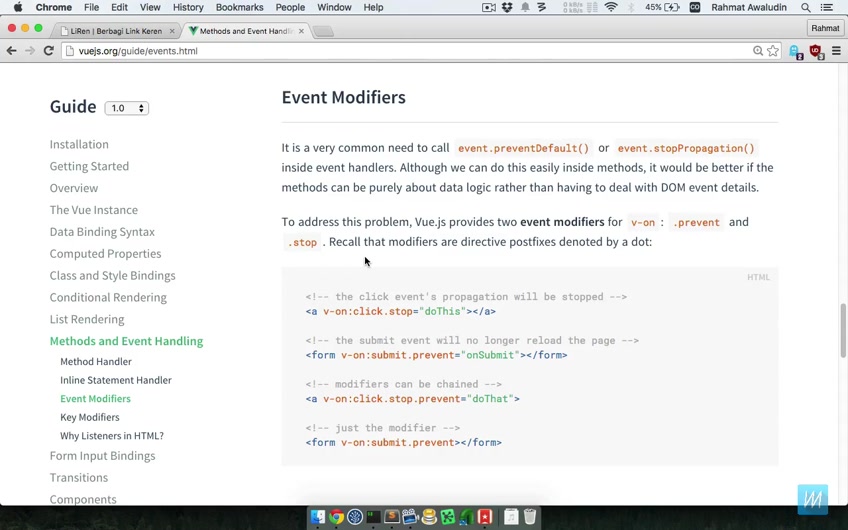 Chrome File Edit View History Bookmarks People Window Help 45% Rahmat Awaludin
LiRen | Berbagi Link Keren Methods and Event Handlin Rahmat
vuejs.org/guide/events.html
Guide 1.0
Installation
Getting Started
Overview
The Vue Instance
Data Binding Syntax
Computed Properties
Class and Style Bindings
Conditional Rendering
List Rendering
Methods and Event Handling
Method Handler
Inline Statement Handler
Event Modifiers
Key Modifiers
Why Listeners in HTML?
Form Input Bindings
Transitions
Components
Event Modifiers
It is a very common need to call event.preventDefault() or event.stopPropagation()
inside event handlers. Although we can do this easily inside methods, it would be better if the
methods can be purely about data logic rather than having to deal with DOM event details.
To address this problem, Vue.js provides two event modifiers for v-on : .prevent and
.stop . Recall that modifiers are directive postfixes denoted by a dot:
HTML
<!-- the click event's propagation will be stopped -->
<a v-on:click.stop="doThis"></a>
<!-- the submit event will no longer reload the page -->
<form v-on:submit.prevent="onSubmit"></form>
<!-- modifiers can be chained -->
<a v-on:click.stop.prevent="doThat">
<!-- just the modifier -->
<form v-on:submit.prevent></form>